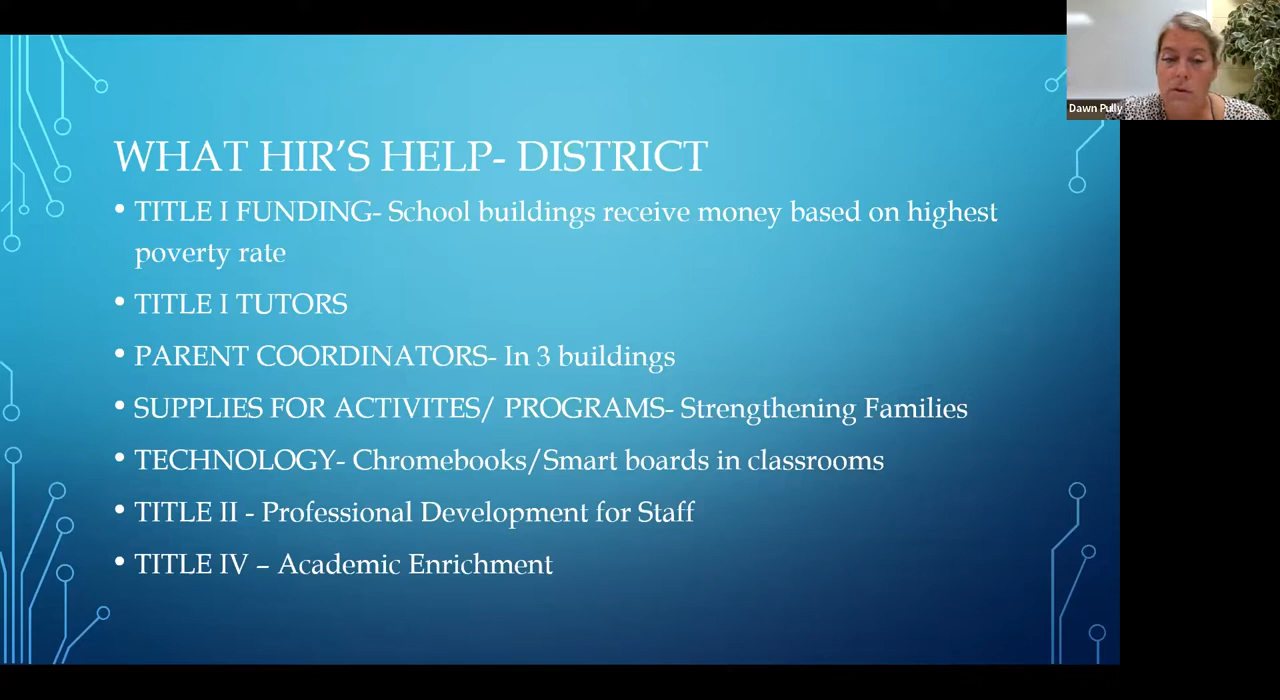 WHAT HIR’S HELP- DISTRICT
• TITLE I FUNDING- School buildings receive money based on highest
poverty rate
• TITLE I TUTORS
• PARENT COORDINATORS- In 3 buildings
• SUPPLIES FOR ACTIVITES/ PROGRAMS- Strengthening Families
• TECHNOLOGY- Chromebooks/Smart boards in classrooms
• TITLE II - Professional Development for Staff
• TITLE IV – Academic Enrichment
Dawn Pully